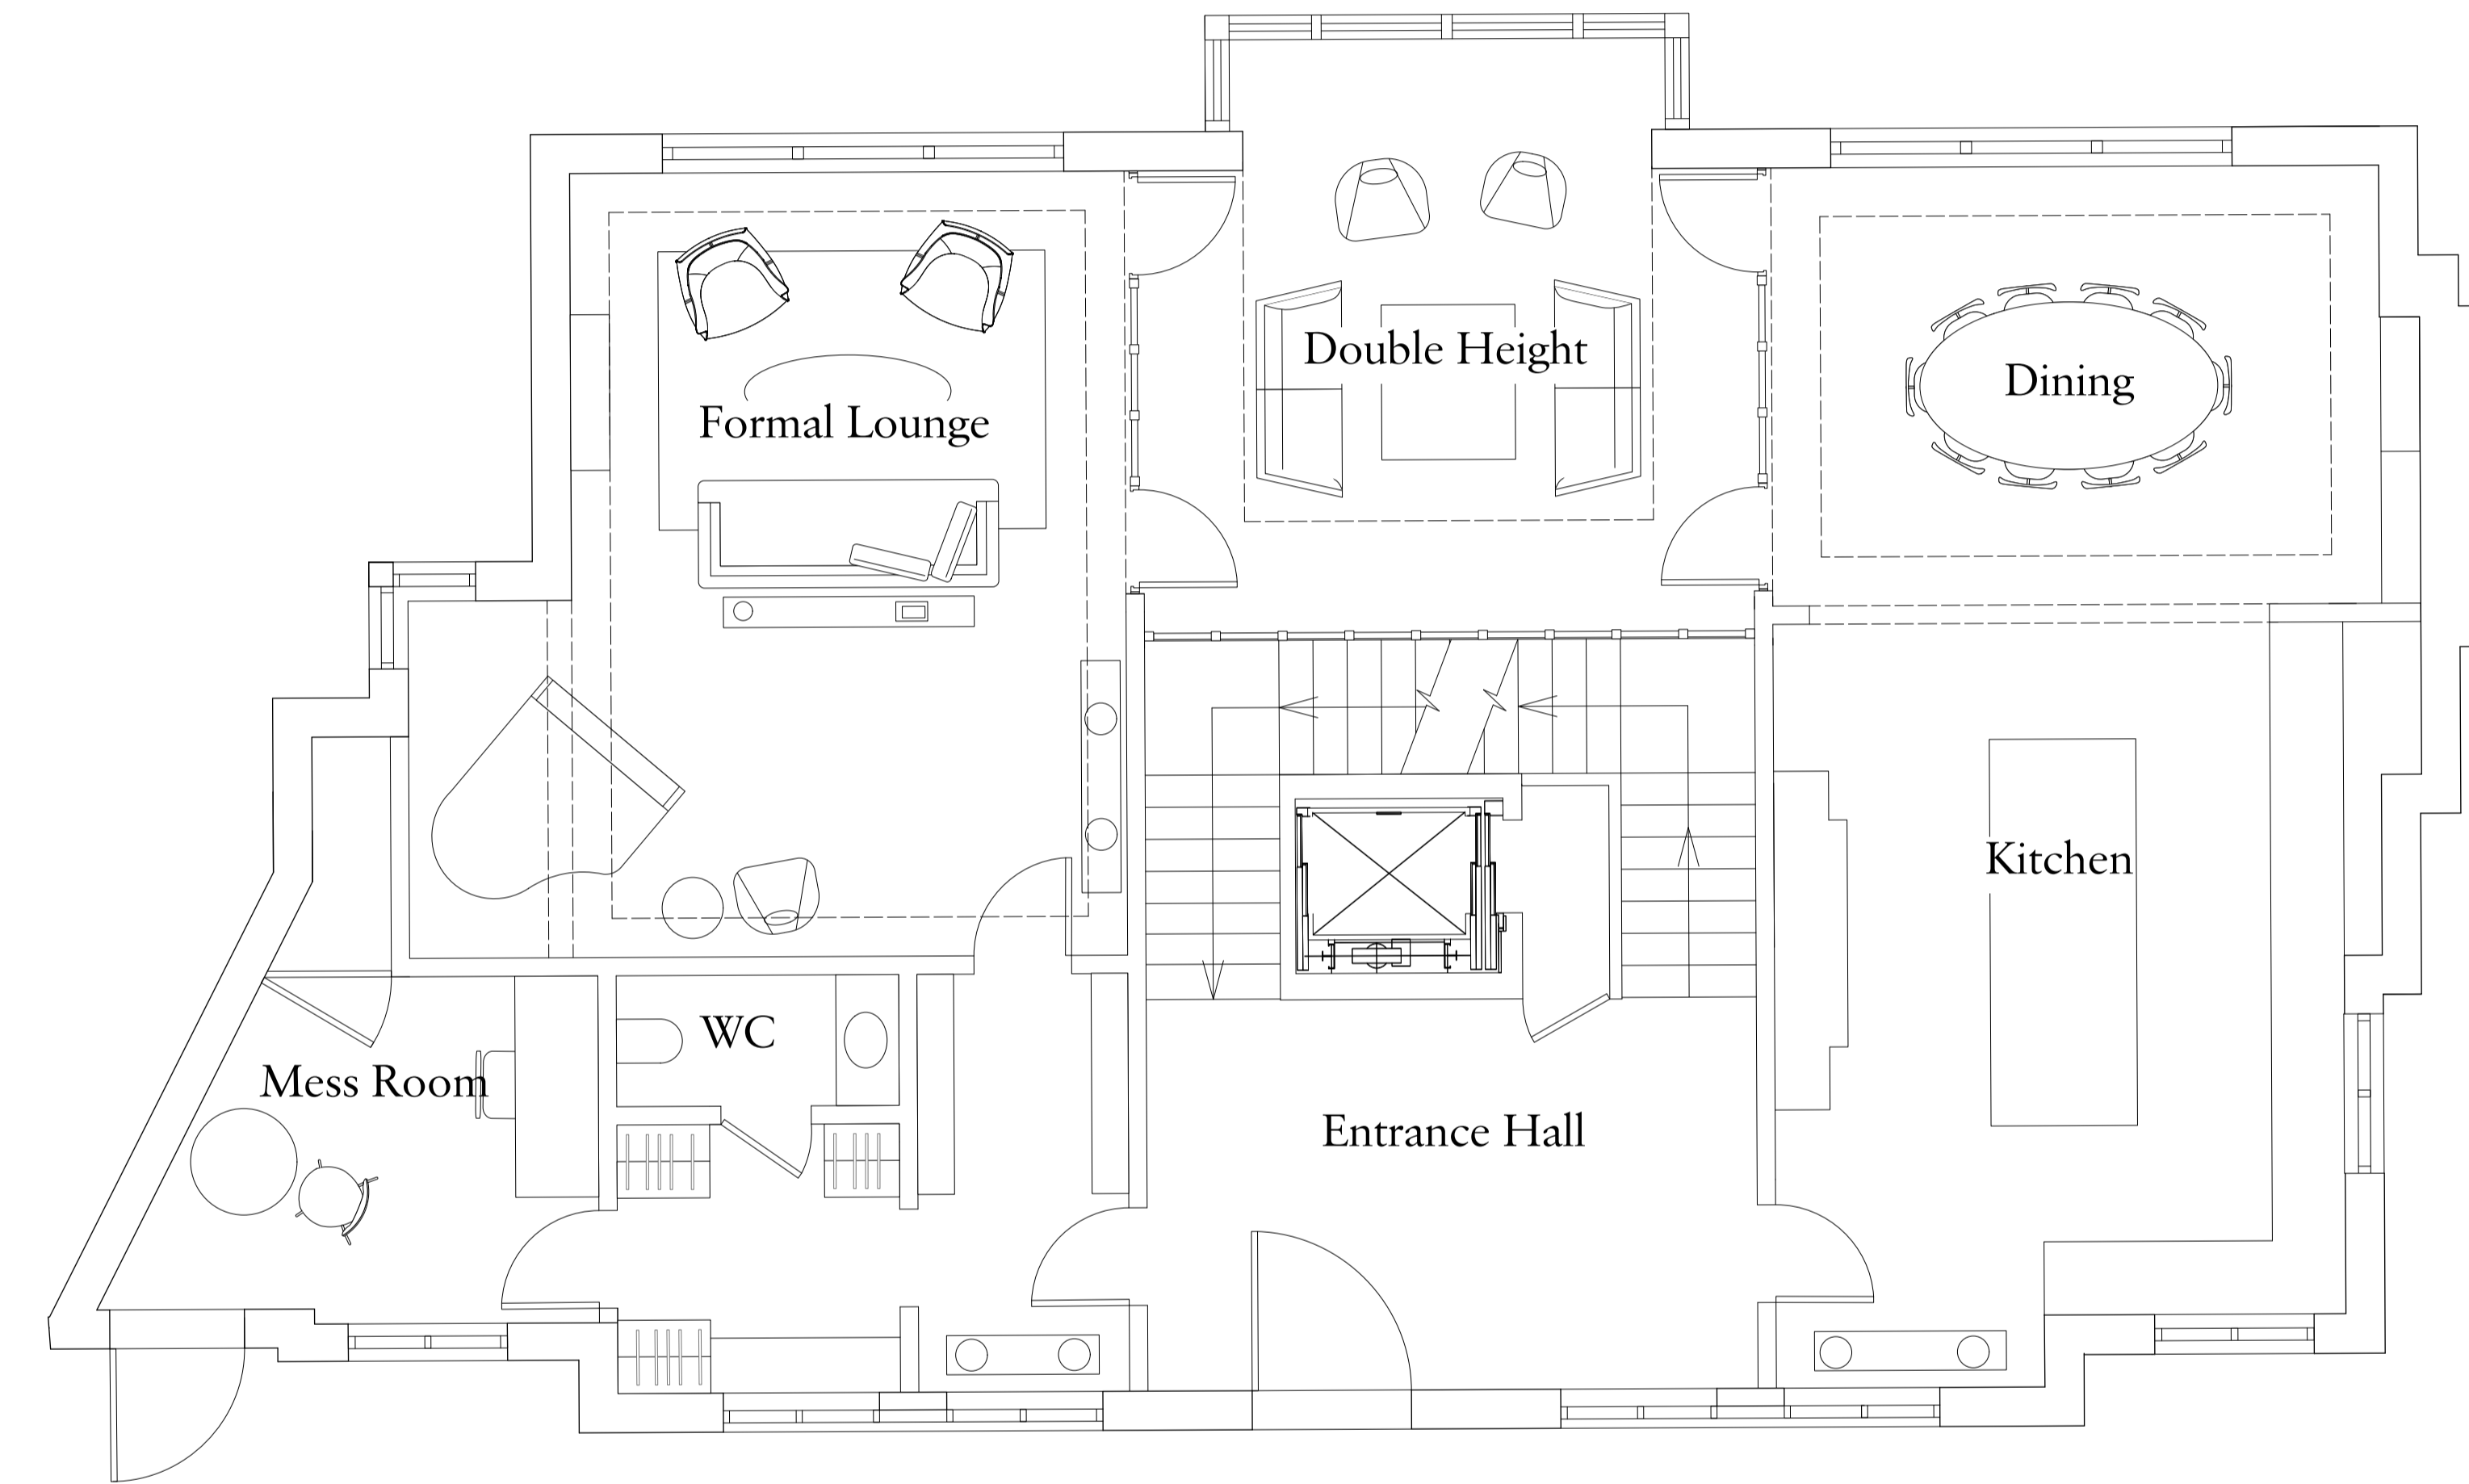 Double Height
Dining
Formal Lounge
Kitchen
WC
Mess Room
Entrance Hall